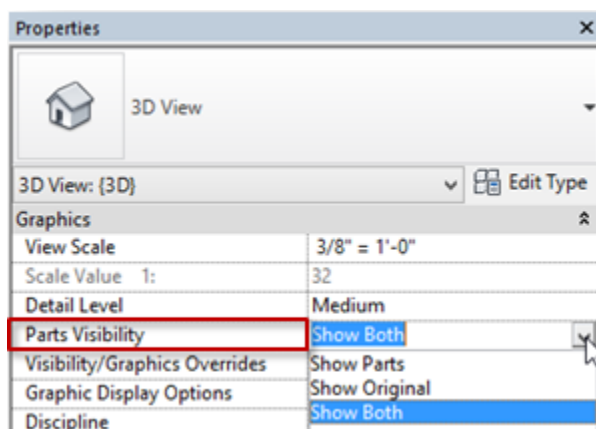 Properties
3D View
3D View: {3D}
Edit Type
Graphics
View Scale 3/8" = 1'-0"
Scale Value 1: 32
Detail Level Medium
Parts Visibility Show Both
Visibility/Graphics Overrides Show Parts
Graphic Display Options Show Original
Discipline Show Both